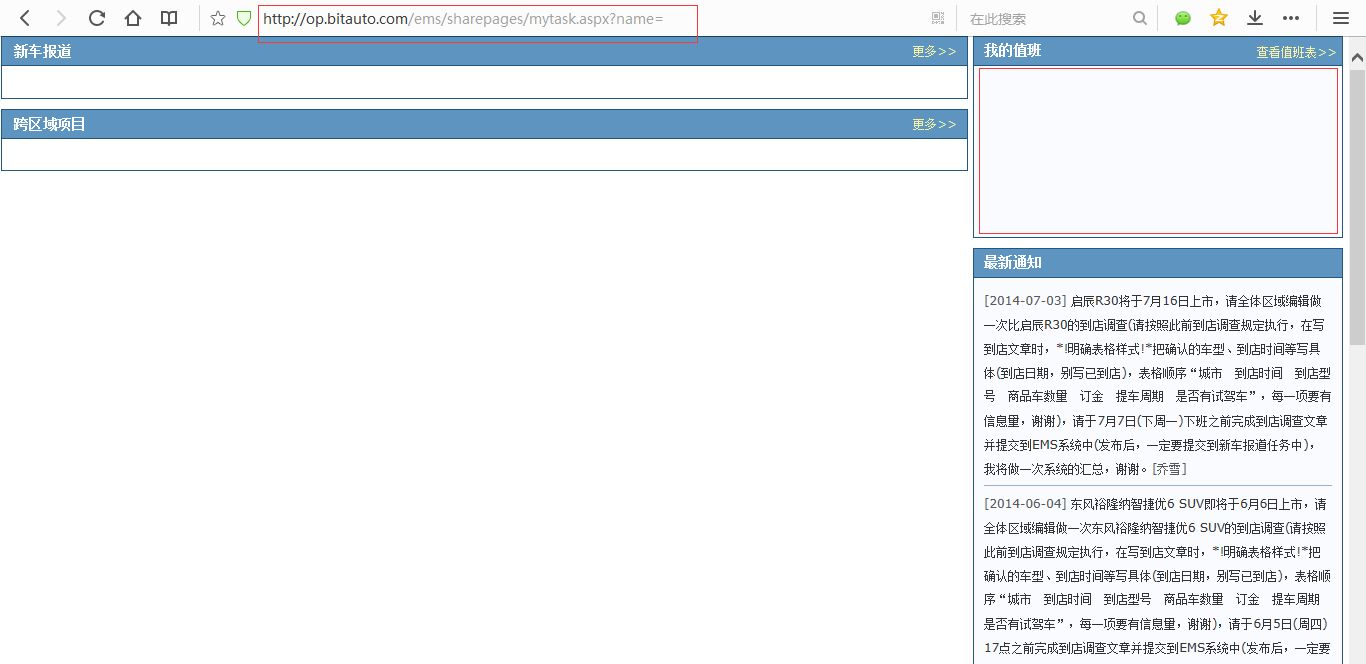 http://op.bitauto.com/ems/sharepages/mytask.aspx?name=
在此搜索
新车报道
更多>>
跨区域项目
更多>>
我的值班
查看值班表>>
最新通知
[2014-07-03] 启辰R30将于7月16日上市，请全体区域编辑做
一次比启辰R30的到店调查(请按照此前到店调查规定执行，在写
到店文章时，*!明确表格样式!*把确认的车型、到店时间等写具
体(到店日期，别写已到店)，表格顺序“城市　到店时间　到店型
号　商品车数量　订金　提车周期　是否有试驾车”，每一项要有
信息量，谢谢)，请于7月7日(下周一)下班之前完成到店调查文章
并提交到EMS系统中(发布后，一定要提交到新车报道任务中)，
我将做一次系统的汇总，谢谢。[乔雪]
[2014-06-04] 东风裕隆纳智捷优6 SUV即将于6月6日上市，请
全体区域编辑做一次东风裕隆纳智捷优6 SUV的到店调查(请按照
此前到店调查规定执行，在写到店文章时，*!明确表格样式!*把
确认的车型、到店时间等写具体(到店日期，别写已到店)，表格顺
序“城市　到店时间　到店型号　商品车数量　订金　提车周期
是否有试驾车”，每一项要有信息量，谢谢)，请于6月5日(周四)
17点之前完成到店调查文章并提交到EMS系统中(发布后，一定要